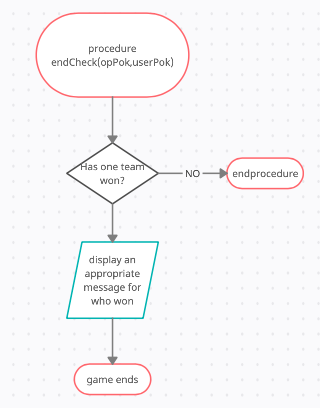 procedure
endCheck(opPok,userPok)
Has one team
won?
NO
endprocedure
display an
appropriate
message for
who won
game ends